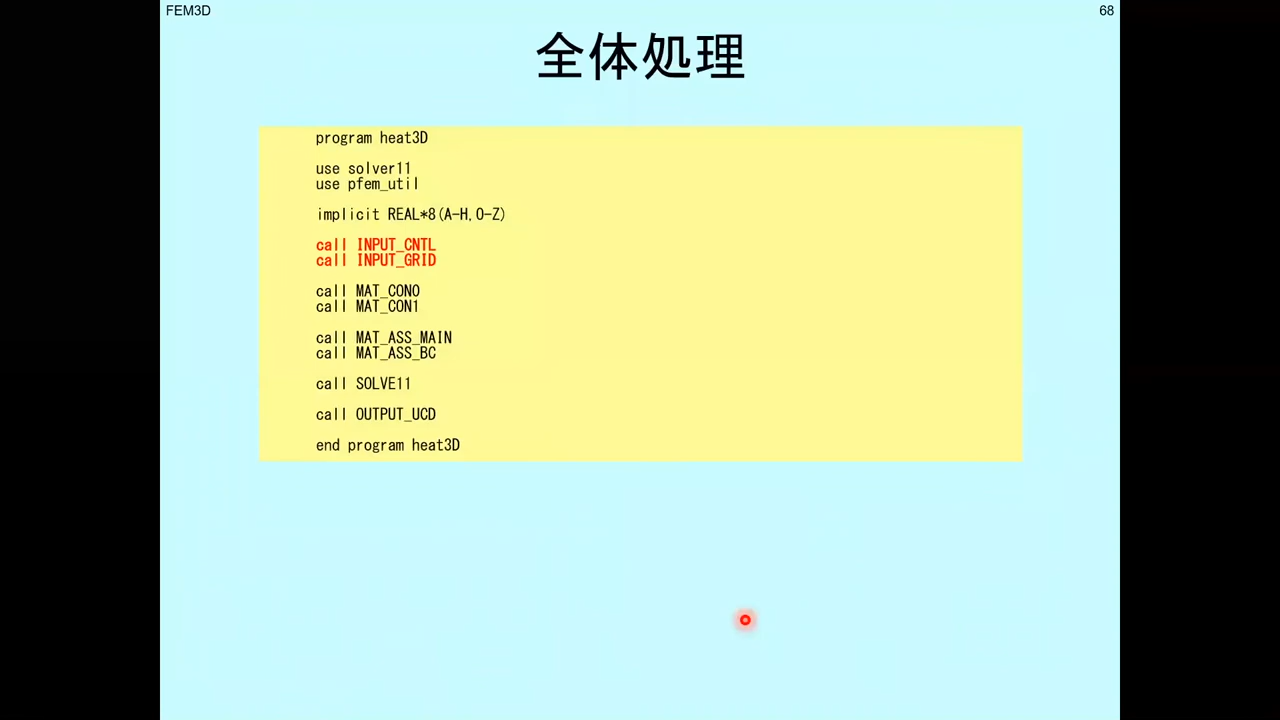 FEM3D
68
全体処理
program heat3D
use solver11
use pfem_util
implicit REAL*8(A-H,O-Z)
call INPUT_CNTL
call INPUT_GRID
call MAT_CON0
call MAT_CON1
call MAT_ASS_MAIN
call MAT_ASS_BC
call SOLVE11
call OUTPUT_UCD
end program heat3D